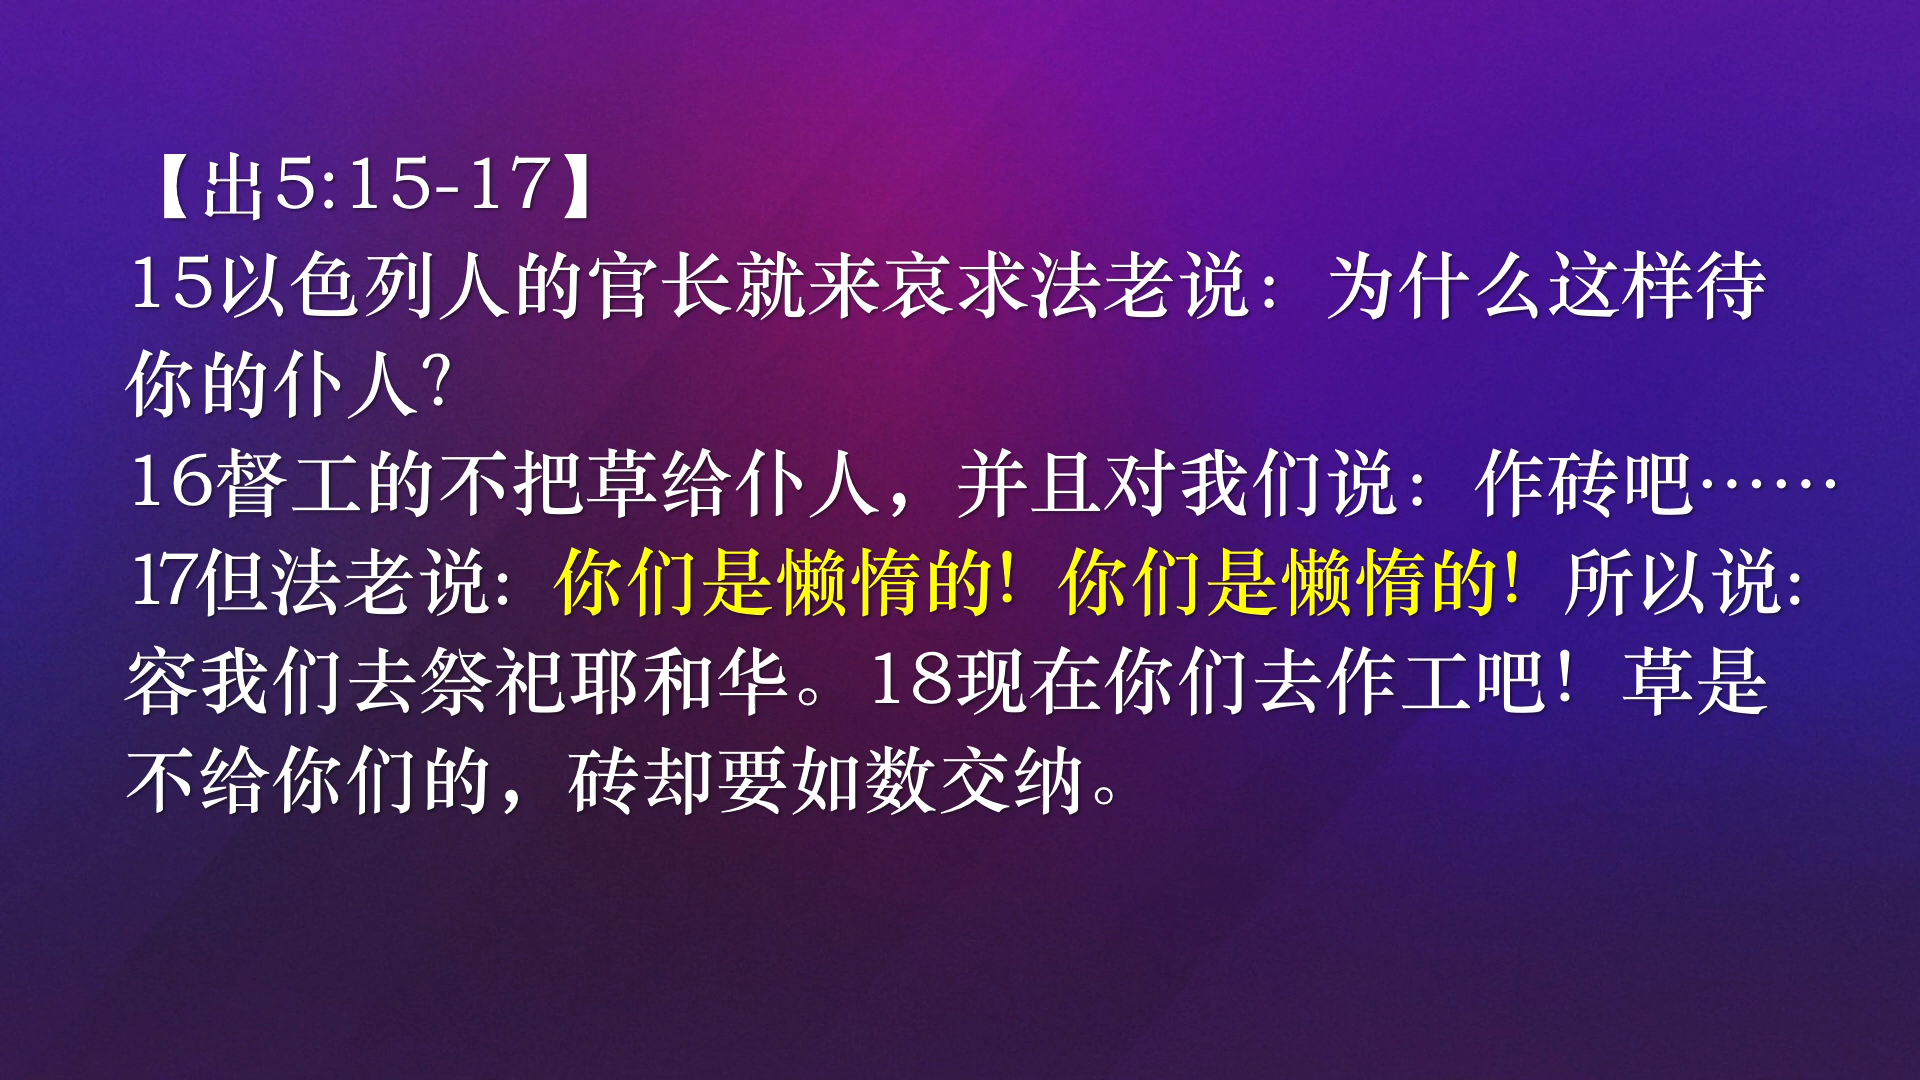 【出5:15-17】
15以色列人的官长就来哀求法老说：为什么这样待
你的仆人？
16督工的不把草给仆人，并且对我们说：作砖吧……
17但法老说：你们是懒惰的！你们是懒惰的！所以说：
容我们去祭祀耶和华。18现在你们去作工吧！草是
不给你们的，砖却要如数交纳。